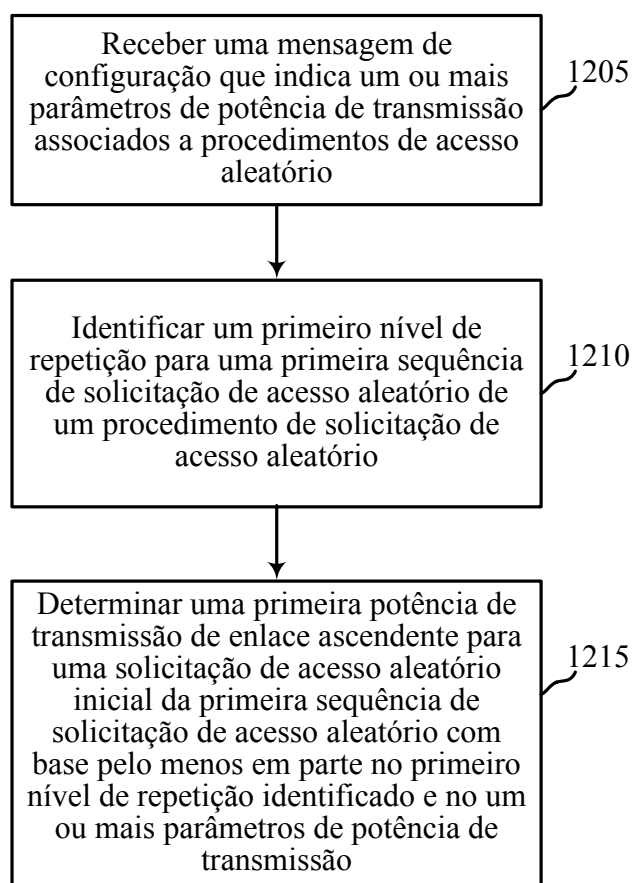 Receber uma mensagem de
configuração que indica um ou mais
parâmetros de potência de transmissão
associados a procedimentos de acesso
aleatório
1205
Identificar um primeiro nível de
repetição para uma primeira sequência
de solicitação de acesso aleatório de
um procedimento de solicitação de
acesso aleatório
1210
Determinar uma primeira potência de
transmissão de enlace ascendente para
uma solicitação de acesso aleatório
inicial da primeira sequência de
solicitação de acesso aleatório com
base pelo menos em parte no primeiro
nível de repetição identificado e no um
ou mais parâmetros de potência de
transmissão
1215